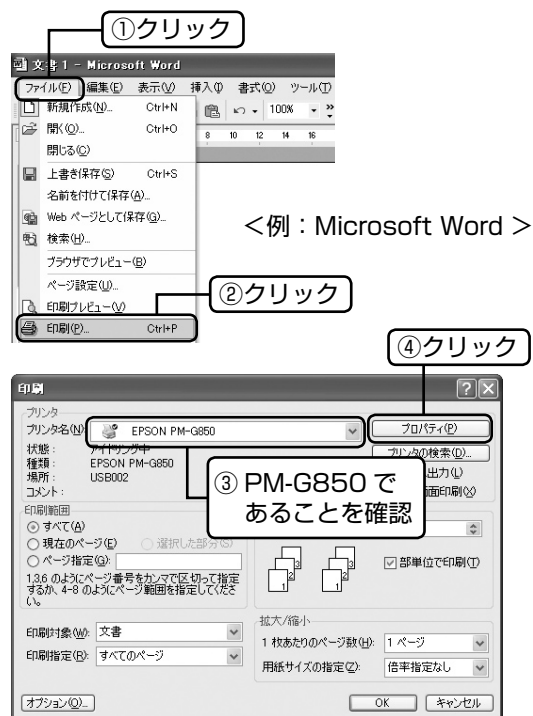 ①クリック
文書 1 - Microsoft Word
ファイル(F) 編集(E) 表示(V) 挿入(I) 書式(O) ツール(T)
新規作成(N)... Ctrl+N
100%
開く(O)... Ctrl+O
8 10 12 14 16
閉じる(C)
上書き保存(S) Ctrl+S
名前を付けて保存(A)...
Web ページとして保存(G)...
＜例：Microsoft Word ＞
検索(H)...
ブラウザでプレビュー(B)
ページ設定(U)...
②クリック
印刷プレビュー(V)
印刷(P)... Ctrl+P
④クリック
印刷
プリンタ
プリンタ名(N): EPSON PM-G850 プロパティ(P)
状態: アイドリング中 プリンタの検索(D)...
種類: EPSON PM-G850
場所: USB002 出力(L)
コメント: 面印刷(X)
③ PM-G850 で
あることを確認
印刷範囲
すべて(A)
現在のページ(E) 選択した部分(S)
ページ指定(G): 部単位で印刷(T)
1,3,6 のようにページ番号をカンマで区切って指定
するか、4-8 のようにページ範囲を指定してくださ
い。
拡大/縮小
印刷対象(W): 文書 1 枚あたりのページ数(H): 1 ページ
印刷指定(R): すべてのページ 用紙サイズの指定(Z): 倍率指定なし
オプション(O)... OK キャンセル